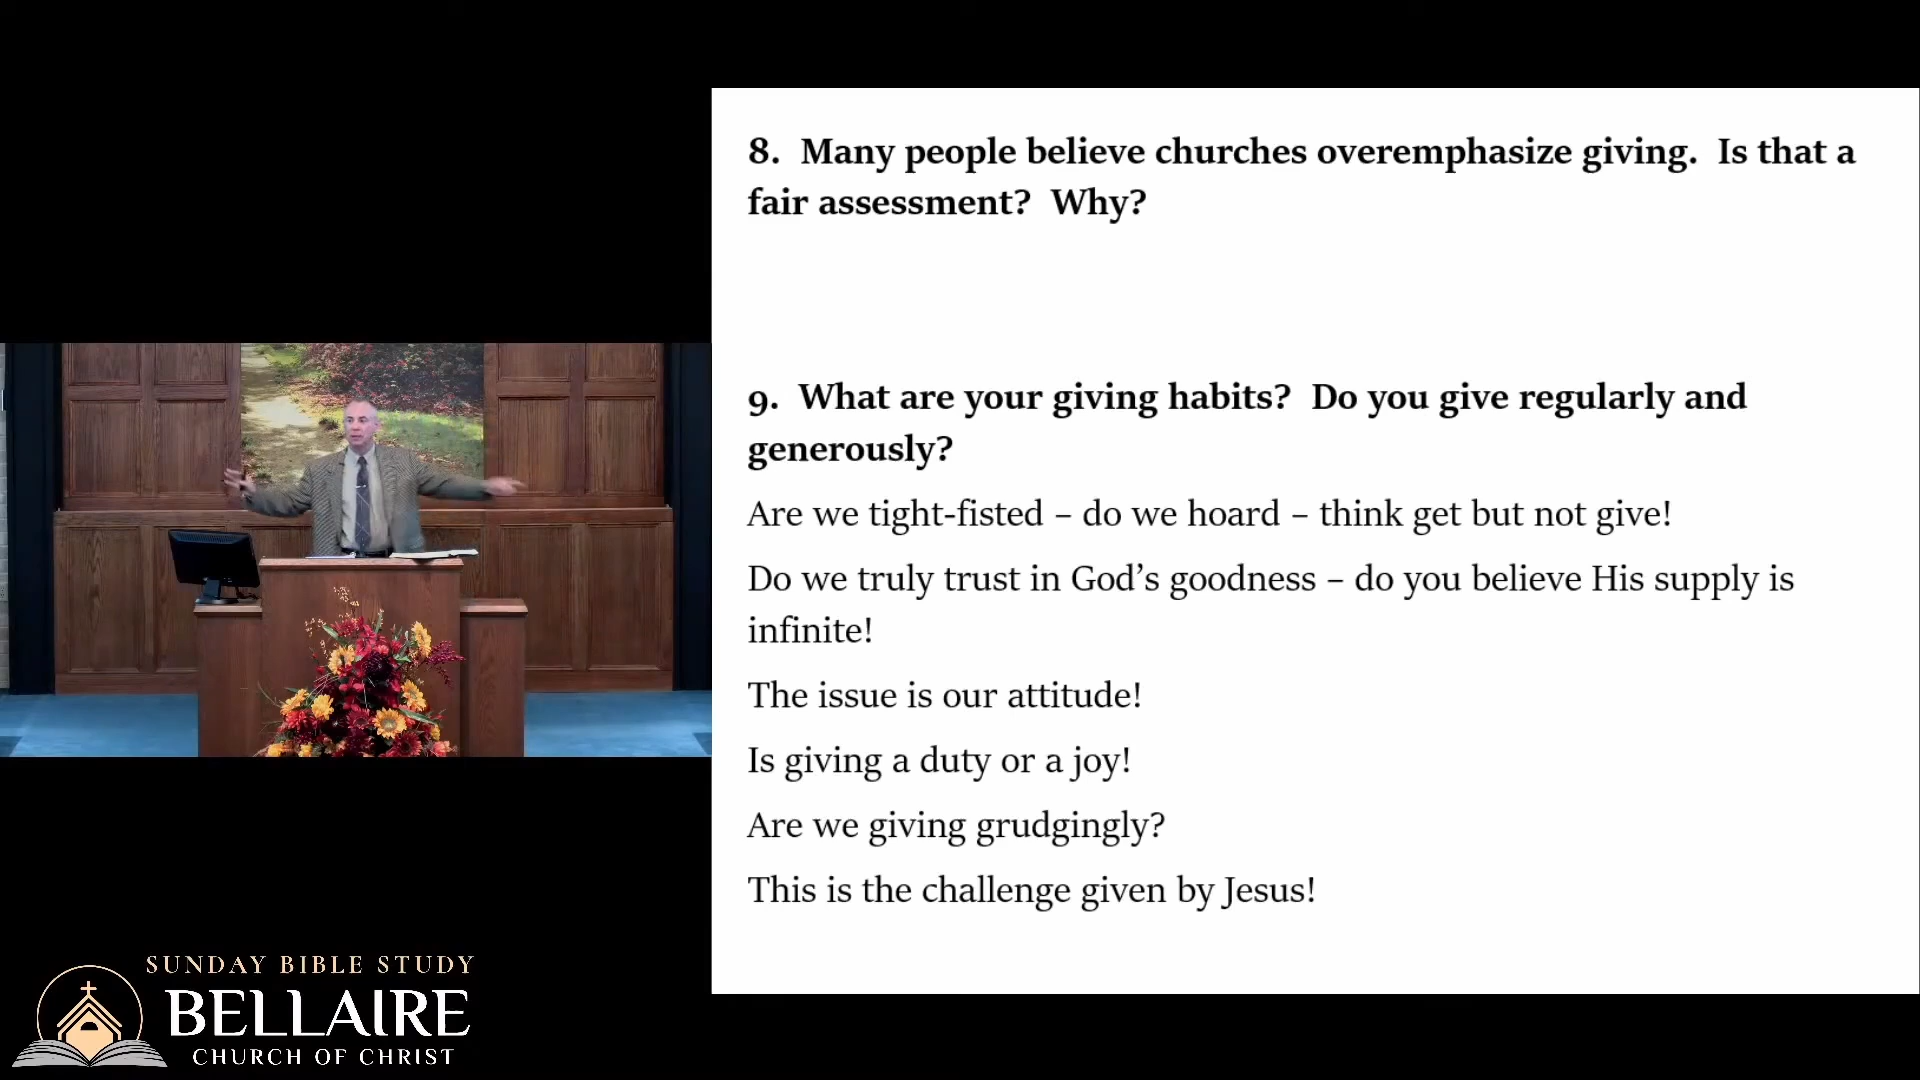 8. Many people believe churches overemphasize giving. Is that a
fair assessment? Why?
9. What are your giving habits? Do you give regularly and
generously?
Are we tight-fisted – do we hoard – think get but not give!
Do we truly trust in God’s goodness – do you believe His supply is
infinite!
The issue is our attitude!
Is giving a duty or a joy!
Are we giving grudgingly?
This is the challenge given by Jesus!
SUNDAY BIBLE STUDY
BELLAIRE
CHURCH OF CHRIST